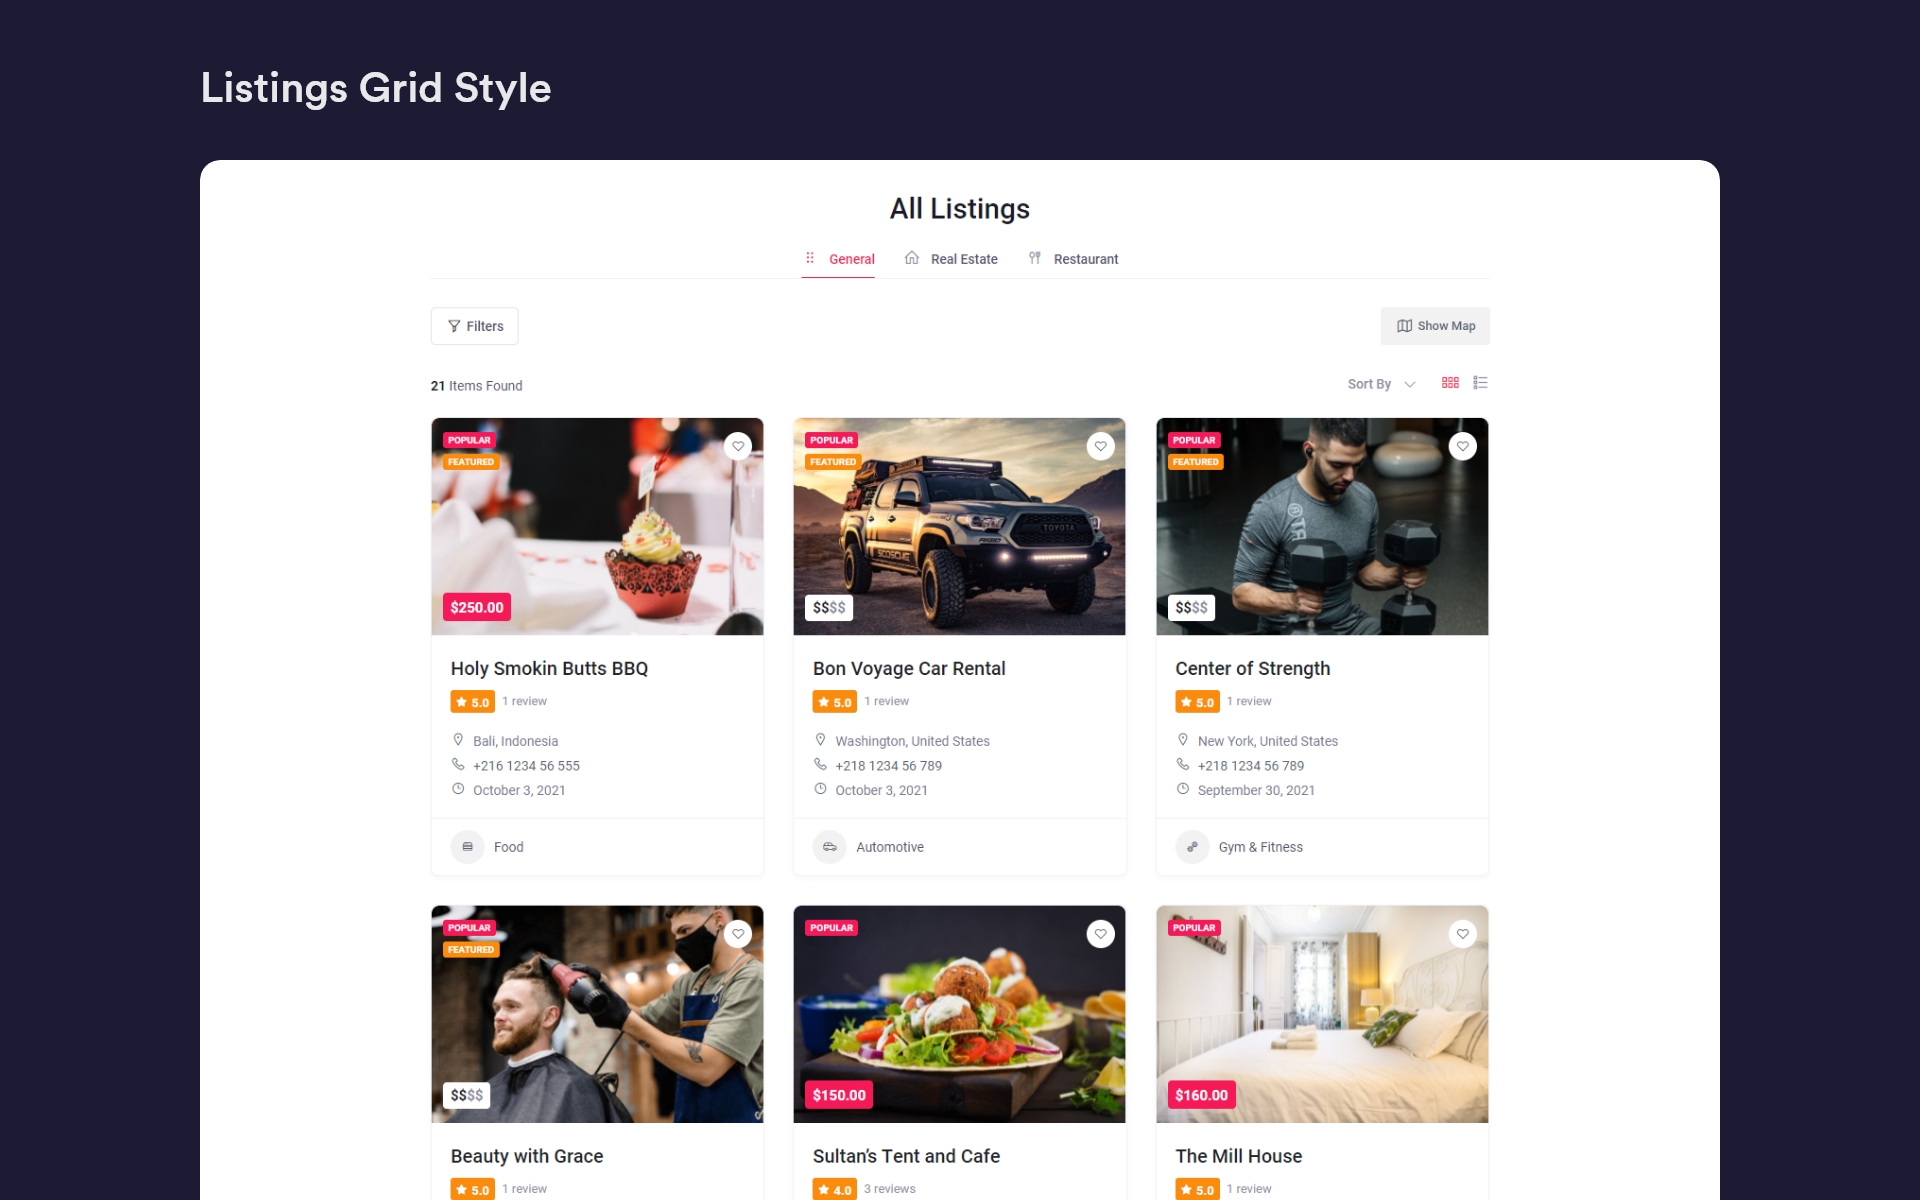 Listings Grid Style
All Listings
General Real Estate Restaurant
Filters Show Map
21 Items Found Sort By
POPULAR
FEATURED
$250.00
Holy Smokin Butts BBQ
5.0 1 review
Bali, Indonesia
+216 1234 56 555
October 3, 2021
Food
POPULAR
FEATURED
TOYOTA
RIGID
SCOSCHE
$$$$
Bon Voyage Car Rental
5.0 1 review
Washington, United States
+218 1234 56 789
October 3, 2021
Automotive
POPULAR
FEATURED
$$$$
Center of Strength
5.0 1 review
New York, United States
+218 1234 56 789
September 30, 2021
Gym & Fitness
POPULAR
FEATURED
$$$$
Beauty with Grace
5.0 1 review
POPULAR
$150.00
Sultan's Tent and Cafe
4.0 3 reviews
POPULAR
$160.00
The Mill House
5.0 1 review